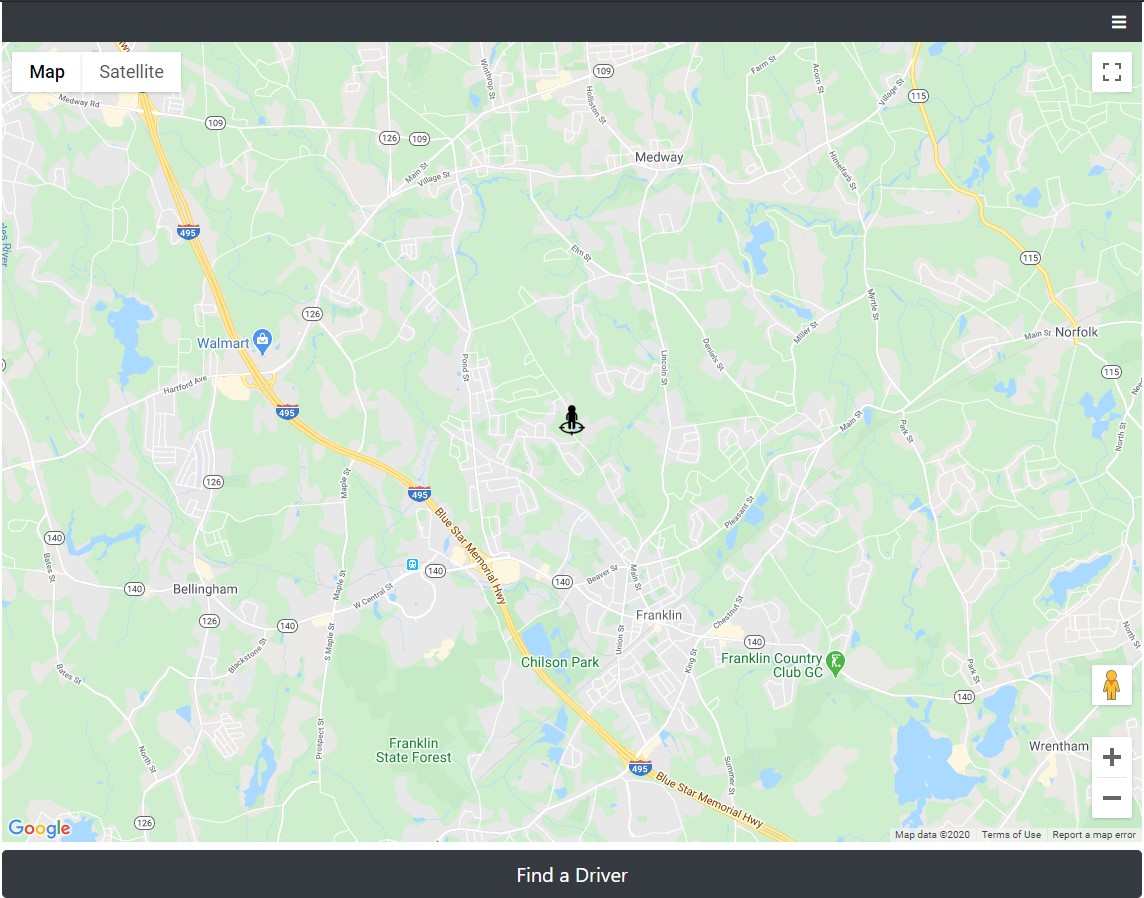 Map
Satellite
Medway Rd
109
126
109
109
Winthrop St
Holliston St
Farm St
Acorn St
Village St
115
Main St
Village St
Medway
Himelfarb St
495
Elm St
115
126
Walmart
Hartford Ave
495
Pond St
Lincoln St
Daniels St
Miller St
Myrtle St
Main St
Norfolk
115
Main St
Park St
North St
126
Maple St
495
Blue Star Memorial Hwy
Pleasant St
140
Bates St
140
Bellingham
126
140
Maple St
W Central St
140
140
Beaver St
Main St
Franklin
Chestnut St
Blackstone St
S Maple St
Union St
140
King St
Chilson Park
Franklin Country
Club GC
North St
Bates St
Park St
140
North St
Prospect St
Franklin
State Forest
Wrentham
495
Blue Star Memorial Hwy
Summer St
126
Google
Map data ©2020
Terms of Use
Report a map error
Find a Driver